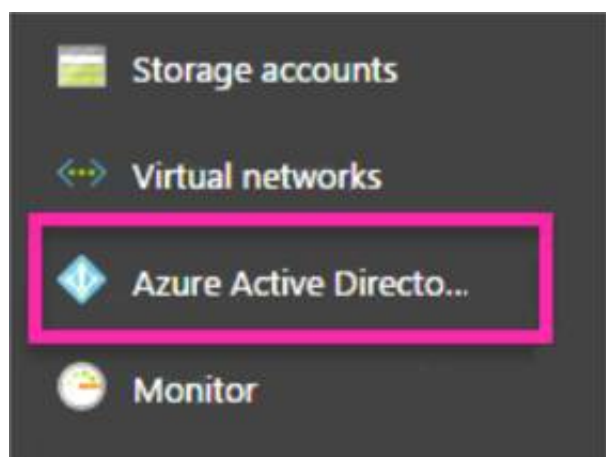 Storage accounts
Virtual networks
Azure Active Directo...
Monitor